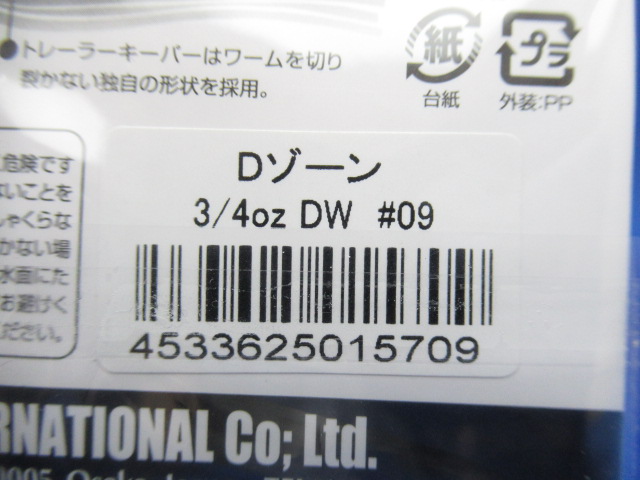 ●トレーラーキーパーはワームを切り
裂かない独自の形状を採用。
紙
台紙
プラ
外装:PP
危険です
ないことを
しゃくらな
かない場
水面にた
お避けく
ださい。
Dゾーン
3/4oz DW #09
4533625015709
RNATIONAL Co; Ltd.